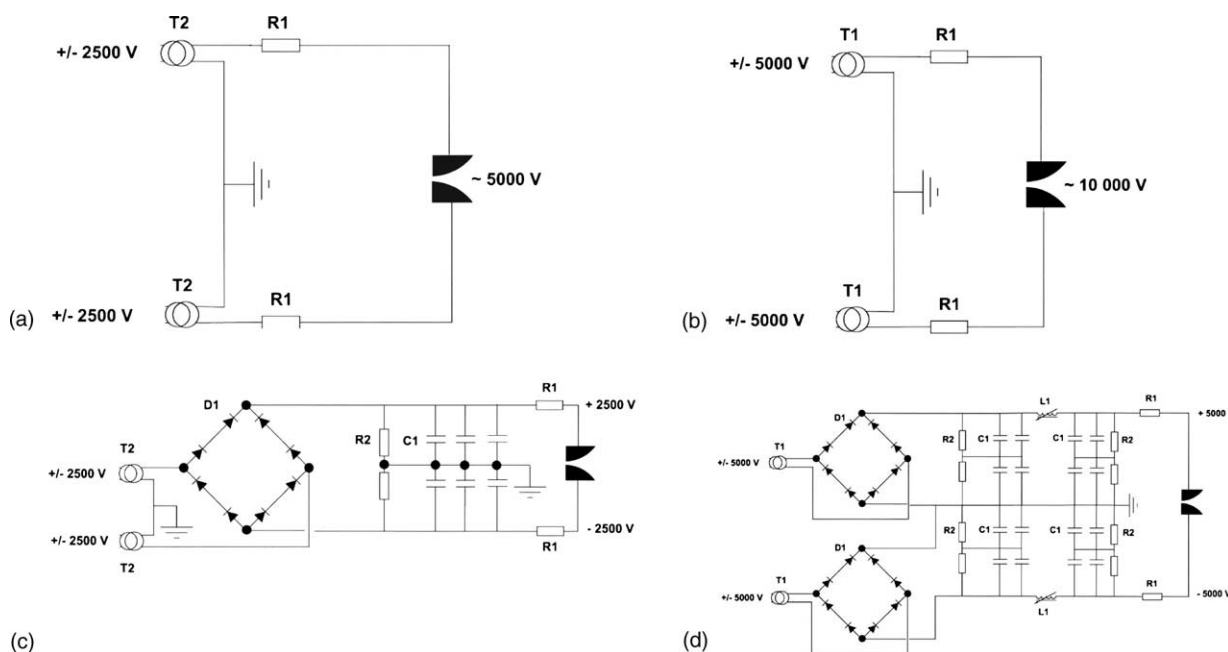 T2
R1
+/- 2500 V
~ 5000 V
T2
R1
+/- 2500 V
(a)
T1
R1
+/- 5000 V
~ 10 000 V
T1
R1
+/- 5000 V
(b)
R1
+ 2500 V
D1
R2
C1
T2
+/- 2500 V
+/- 2500 V
T2
- 2500 V
R1
(c)
L1
R1
+ 5000
D1
R2
C1
C1
R2
T1
+/- 5000 V
R2
C1
C1
R2
D1
T1
+/- 5000 V
R1
- 5000 V
L1
(d)